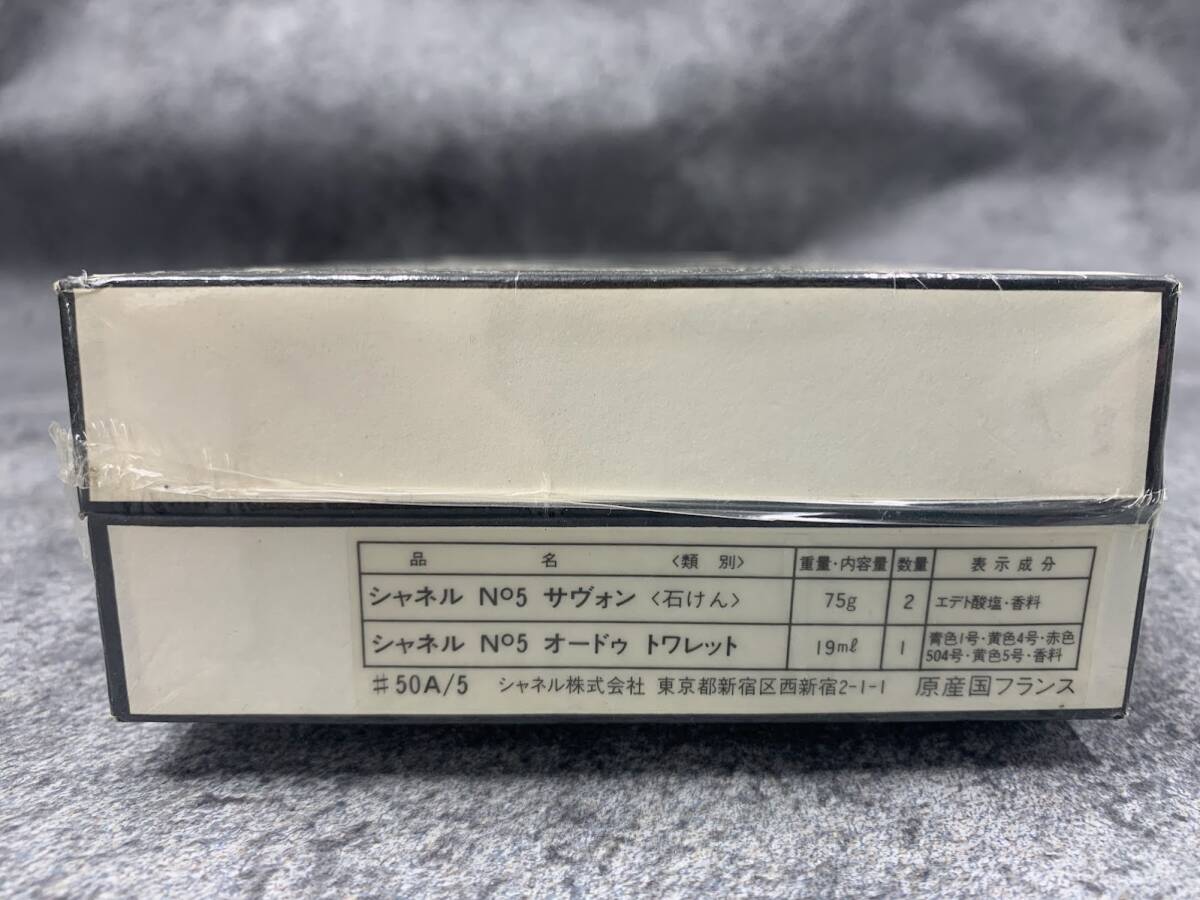 品 名 〈類 別〉 重量・内容量 数量 表示成分
シャネル Nº5 サヴォン〈石けん〉 75g 2 エデト酸塩・香料
シャネル Nº5 オードゥ トワレット 19mℓ 1 青色1号・黄色4号・赤色
504号・黄色5号・香料
#50A/5 シャネル株式会社 東京都新宿区西新宿2-1-1 原産国フランス